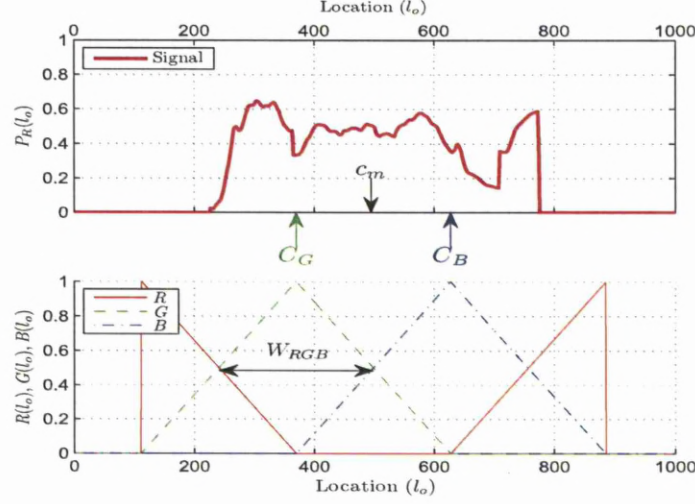 Location (l_o)
0 200 400 600 800 1000
1
0.8
0.6
0.4
0.2
0
P_R(l_o)
Signal
c_m
C_G C_B
1
0.8
0.6
0.4
0.2
0
R(l_o), G(l_o), B(l_o)
R
G
B
W_{RGB}
0 200 400 600 800 1000
Location (l_o)